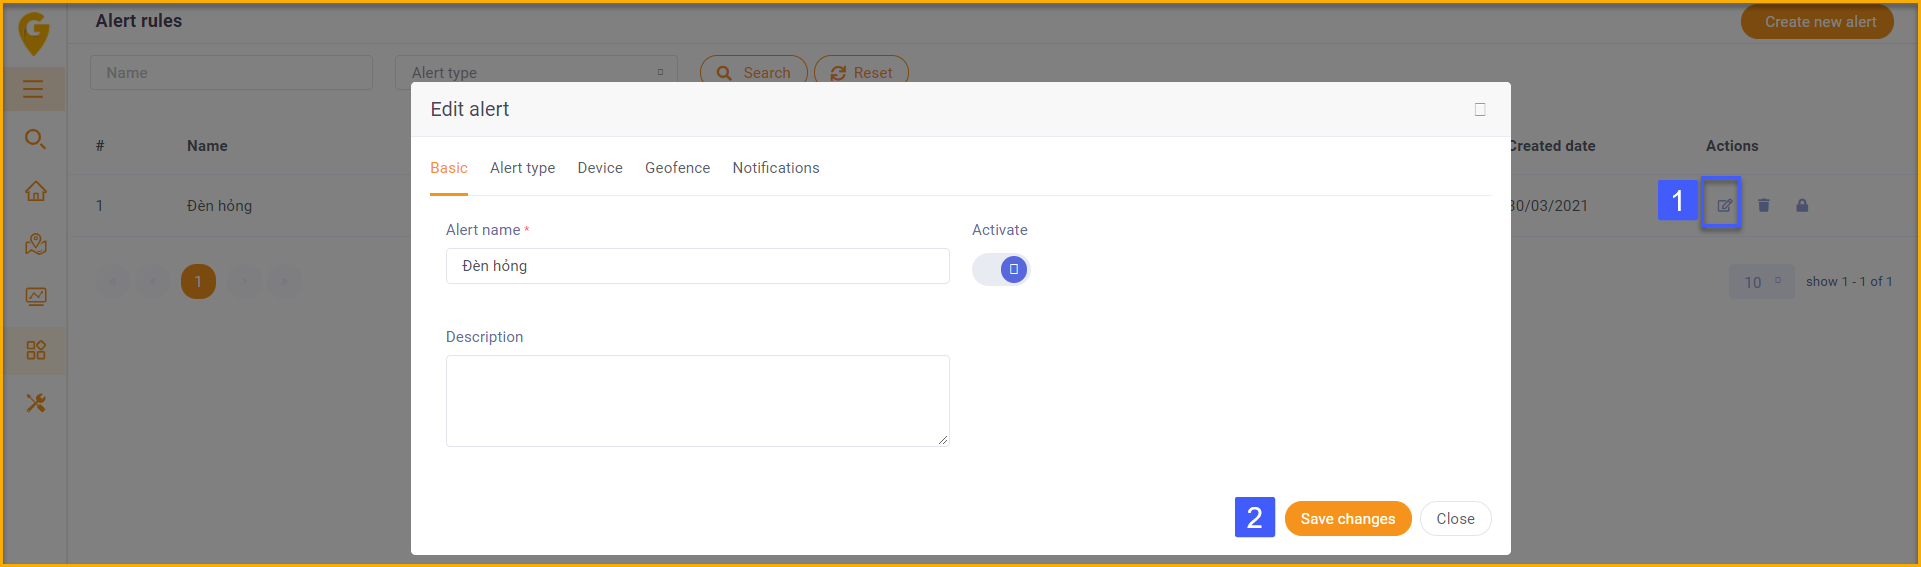 Alert rules
Create new alert
Name
Alert type
Search
Reset
Edit alert
# Name
Created date Actions
Basic Alert type Device Geofence Notifications
1 Đèn hỏng
30/03/2021
1
Alert name *
Activate
Đèn hỏng
1
10 show 1 - 1 of 1
Description
2
Save changes
Close